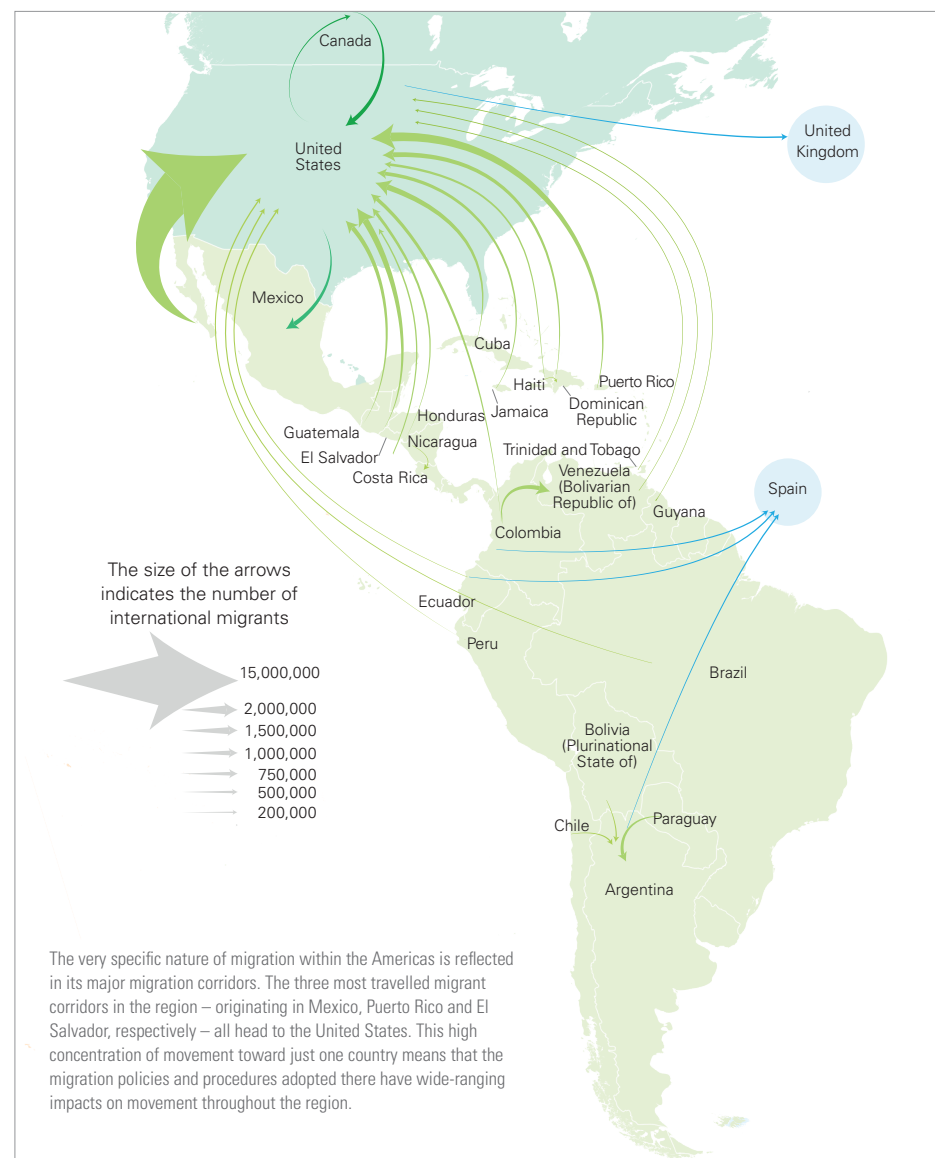 Canada
United
States
United
Kingdom
Mexico
Cuba
Haiti
Puerto Rico
Jamaica
Dominican
Republic
Honduras
Guatemala
Nicaragua
El Salvador
Costa Rica
Trinidad and Tobago
Venezuela
(Bolivarian
Republic of)
Guyana
Spain
Colombia
Ecuador
Peru
Brazil
Bolivia
(Plurinational
State of)
Chile
Paraguay
Argentina
The size of the arrows
indicates the number of
international migrants
15,000,000
2,000,000
1,500,000
1,000,000
750,000
500,000
200,000
The very specific nature of migration within the Americas is reflected
in its major migration corridors. The three most travelled migrant
corridors in the region – originating in Mexico, Puerto Rico and El
Salvador, respectively – all head to the United States. This high
concentration of movement toward just one country means that the
migration policies and procedures adopted there have wide-ranging
impacts on movement throughout the region.